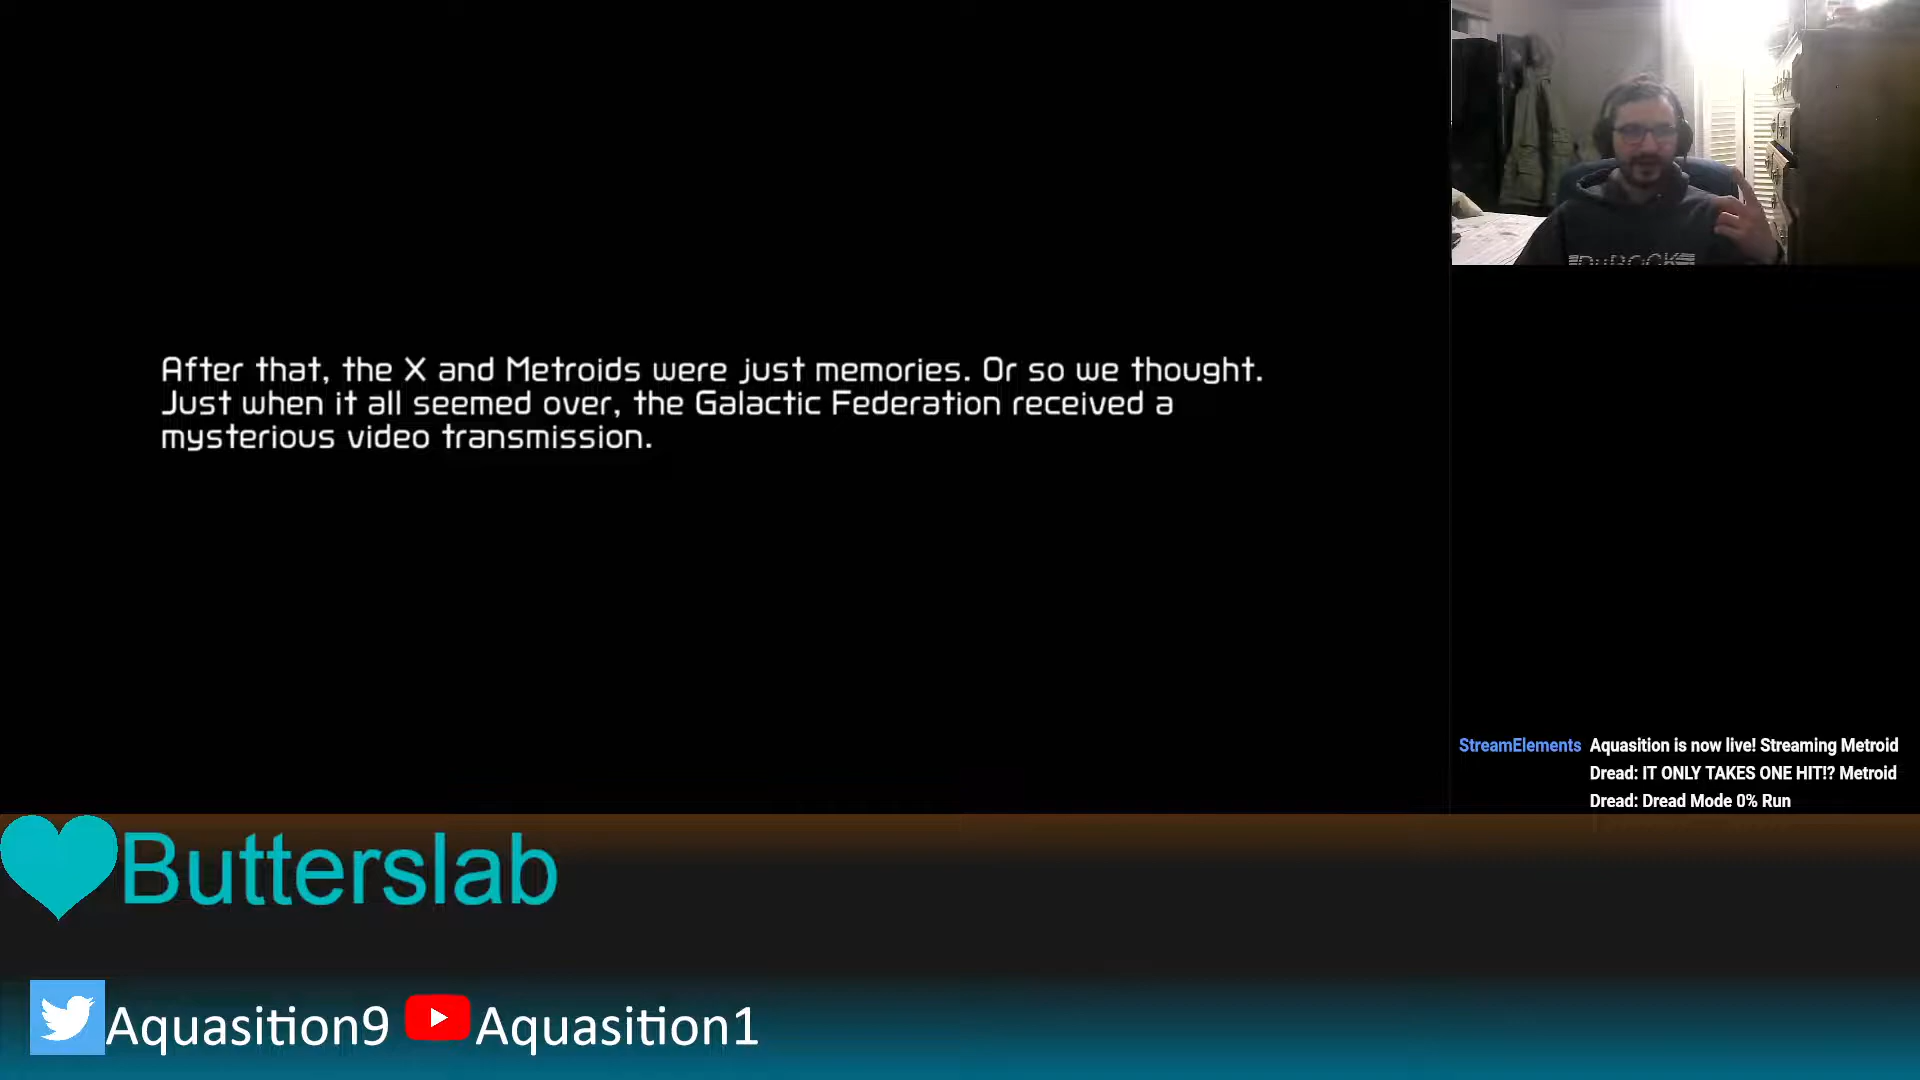 After that, the X and Metroids were just memories. Or so we thought.
Just when it all seemed over, the Galactic Federation received a
mysterious video transmission.
StreamElements Aquasition is now live! Streaming Metroid
Dread: IT ONLY TAKES ONE HIT!? Metroid
Dread: Dread Mode 0% Run
Butterslab
Aquasition9 Aquasition1